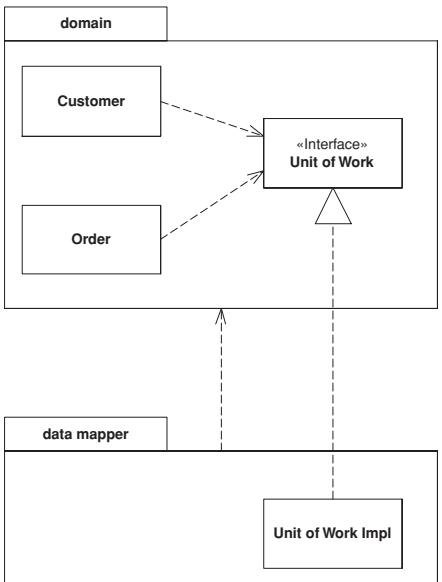 domain
Customer
«Interface»
Unit of Work
Order
data mapper
Unit of Work Impl